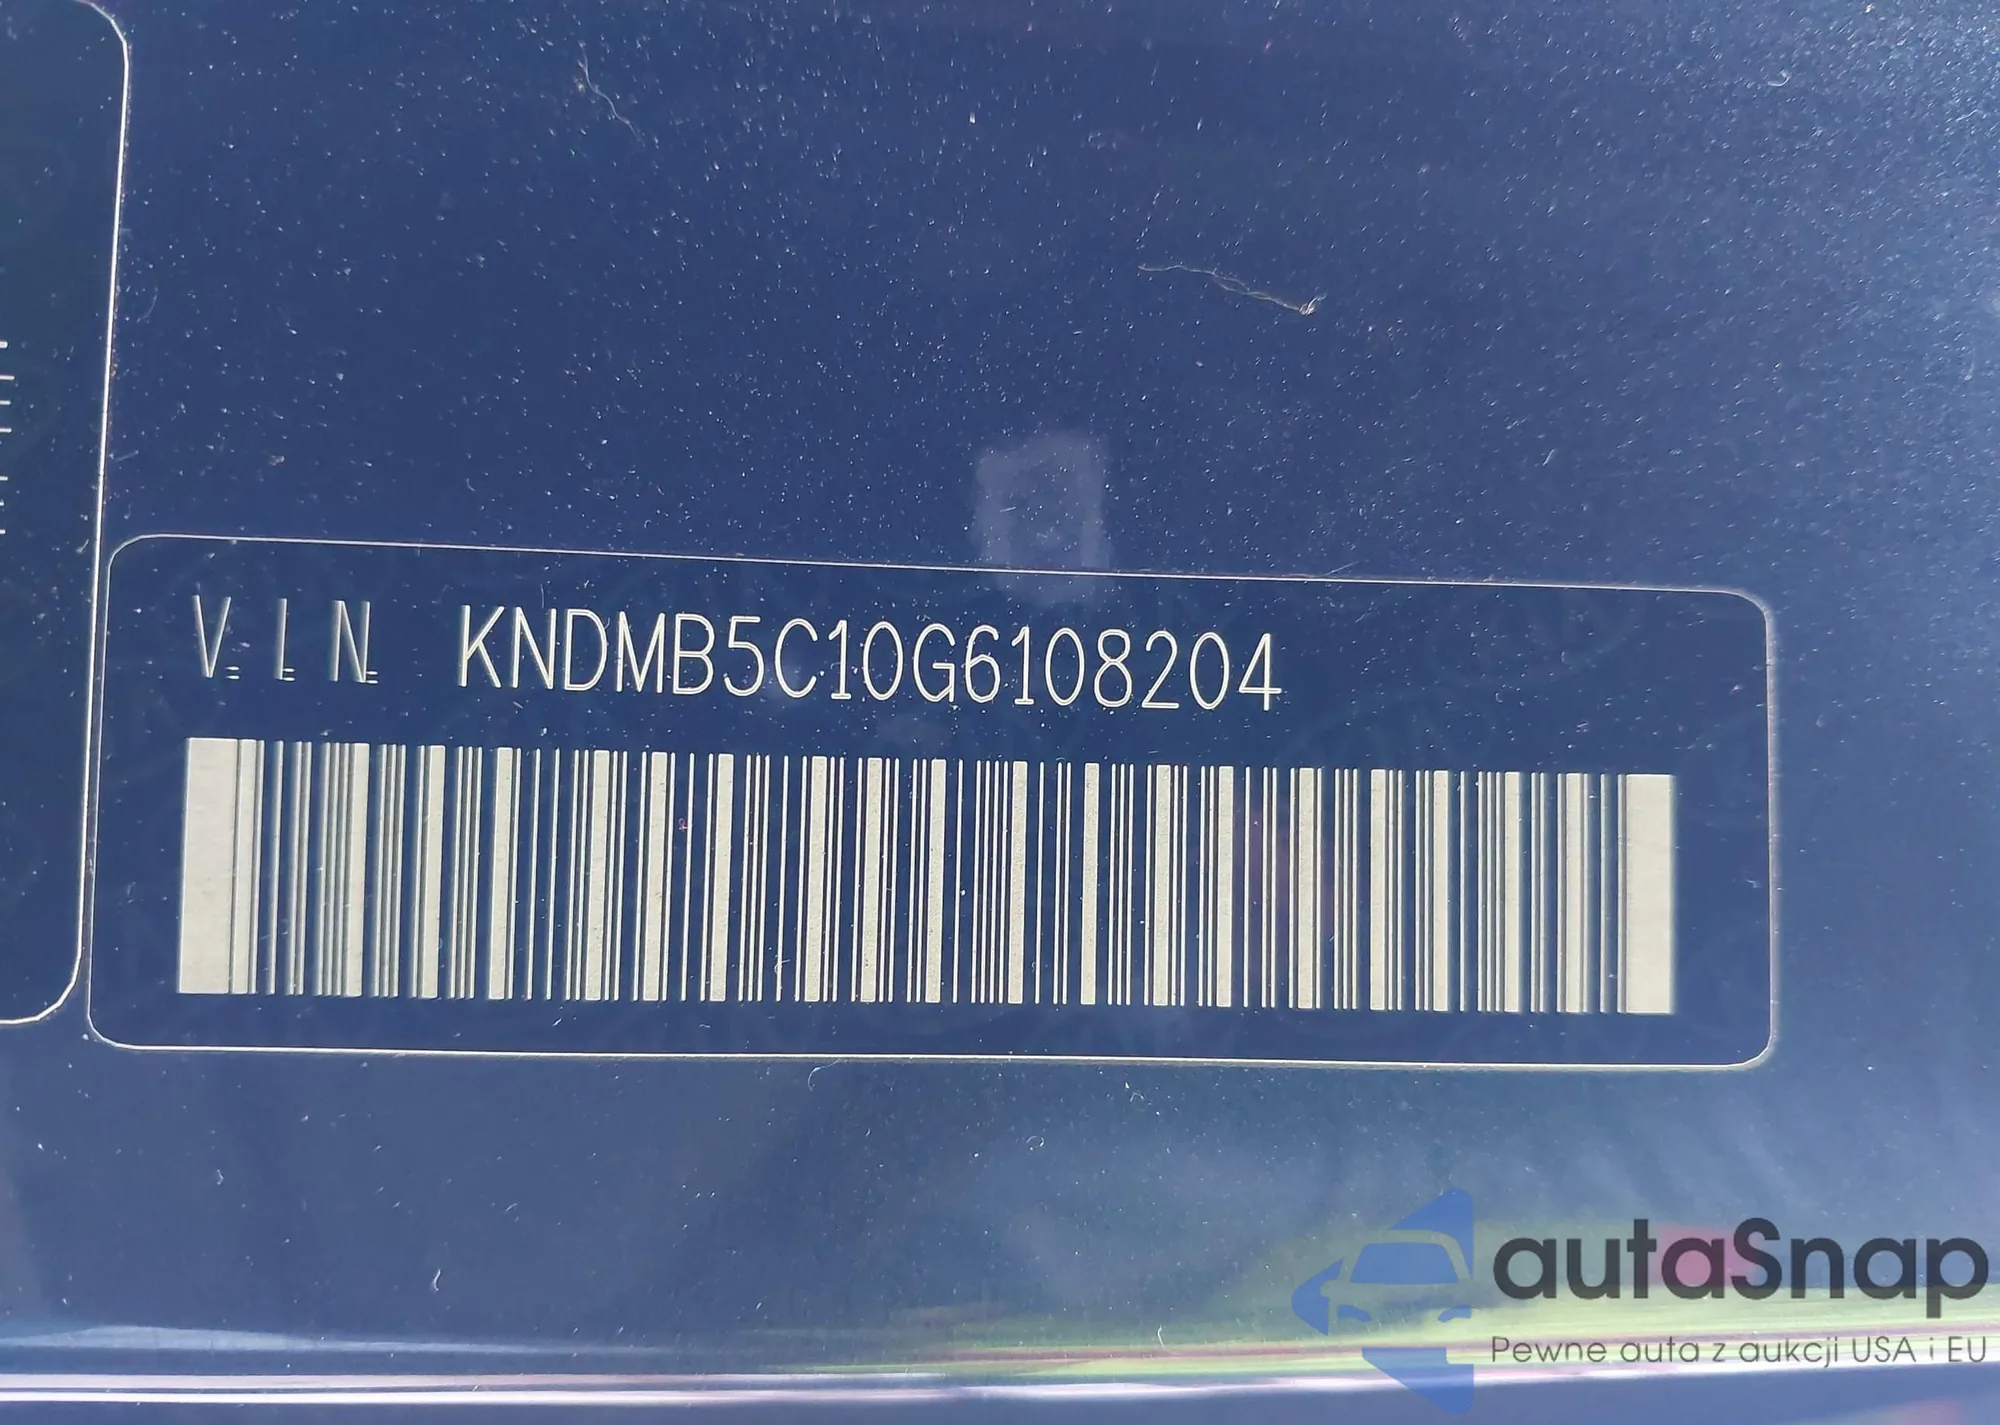 V.I.N. KNDMB5C10G6108204
autaSnap
Pewne auta z aukcji USA i EU